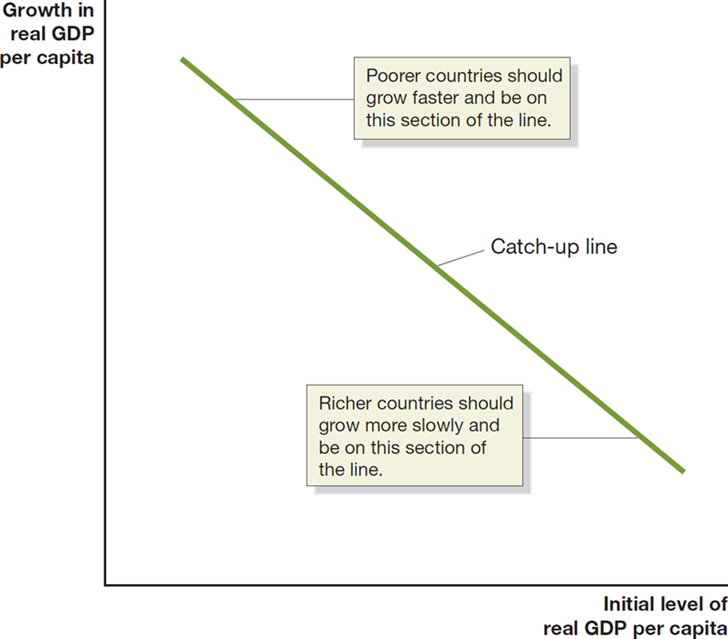 Growth in
real GDP
per capita
Poorer countries should
grow faster and be on
this section of the line.
Catch-up line
Richer countries should
grow more slowly and
be on this section of
the line.
Initial level of
real GDP per capita